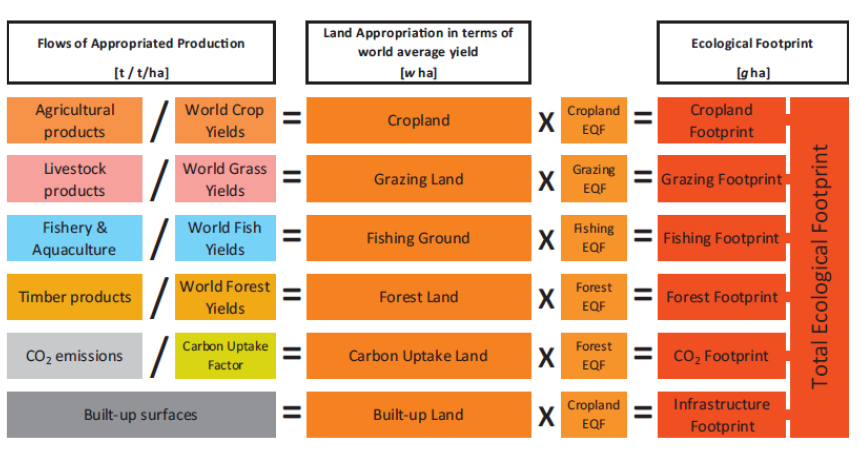 Flows of Appropriated Production
[t / t/ha]
Land Appropriation in terms of
world average yield
[w ha]
Ecological Footprint
[g ha]
Agricultural
products
/
World Crop
Yields
=
Cropland
X
Cropland
EQF
=
Cropland
Footprint
Livestock
products
/
World Grass
Yields
=
Grazing Land
X
Grazing
EQF
=
Grazing Footprint
Fishery &
Aquaculture
/
World Fish
Yields
=
Fishing Ground
X
Fishing
EQF
=
Fishing Footprint
Timber products
/
World Forest
Yields
=
Forest Land
X
Forest
EQF
=
Forest Footprint
CO₂ emissions
/
Carbon Uptake
Factor
=
Carbon Uptake Land
X
Forest
EQF
=
CO₂ Footprint
Built-up surfaces
=
Built-up Land
X
Cropland
EQF
=
Infrastructure
Footprint
Total Ecological Footprint